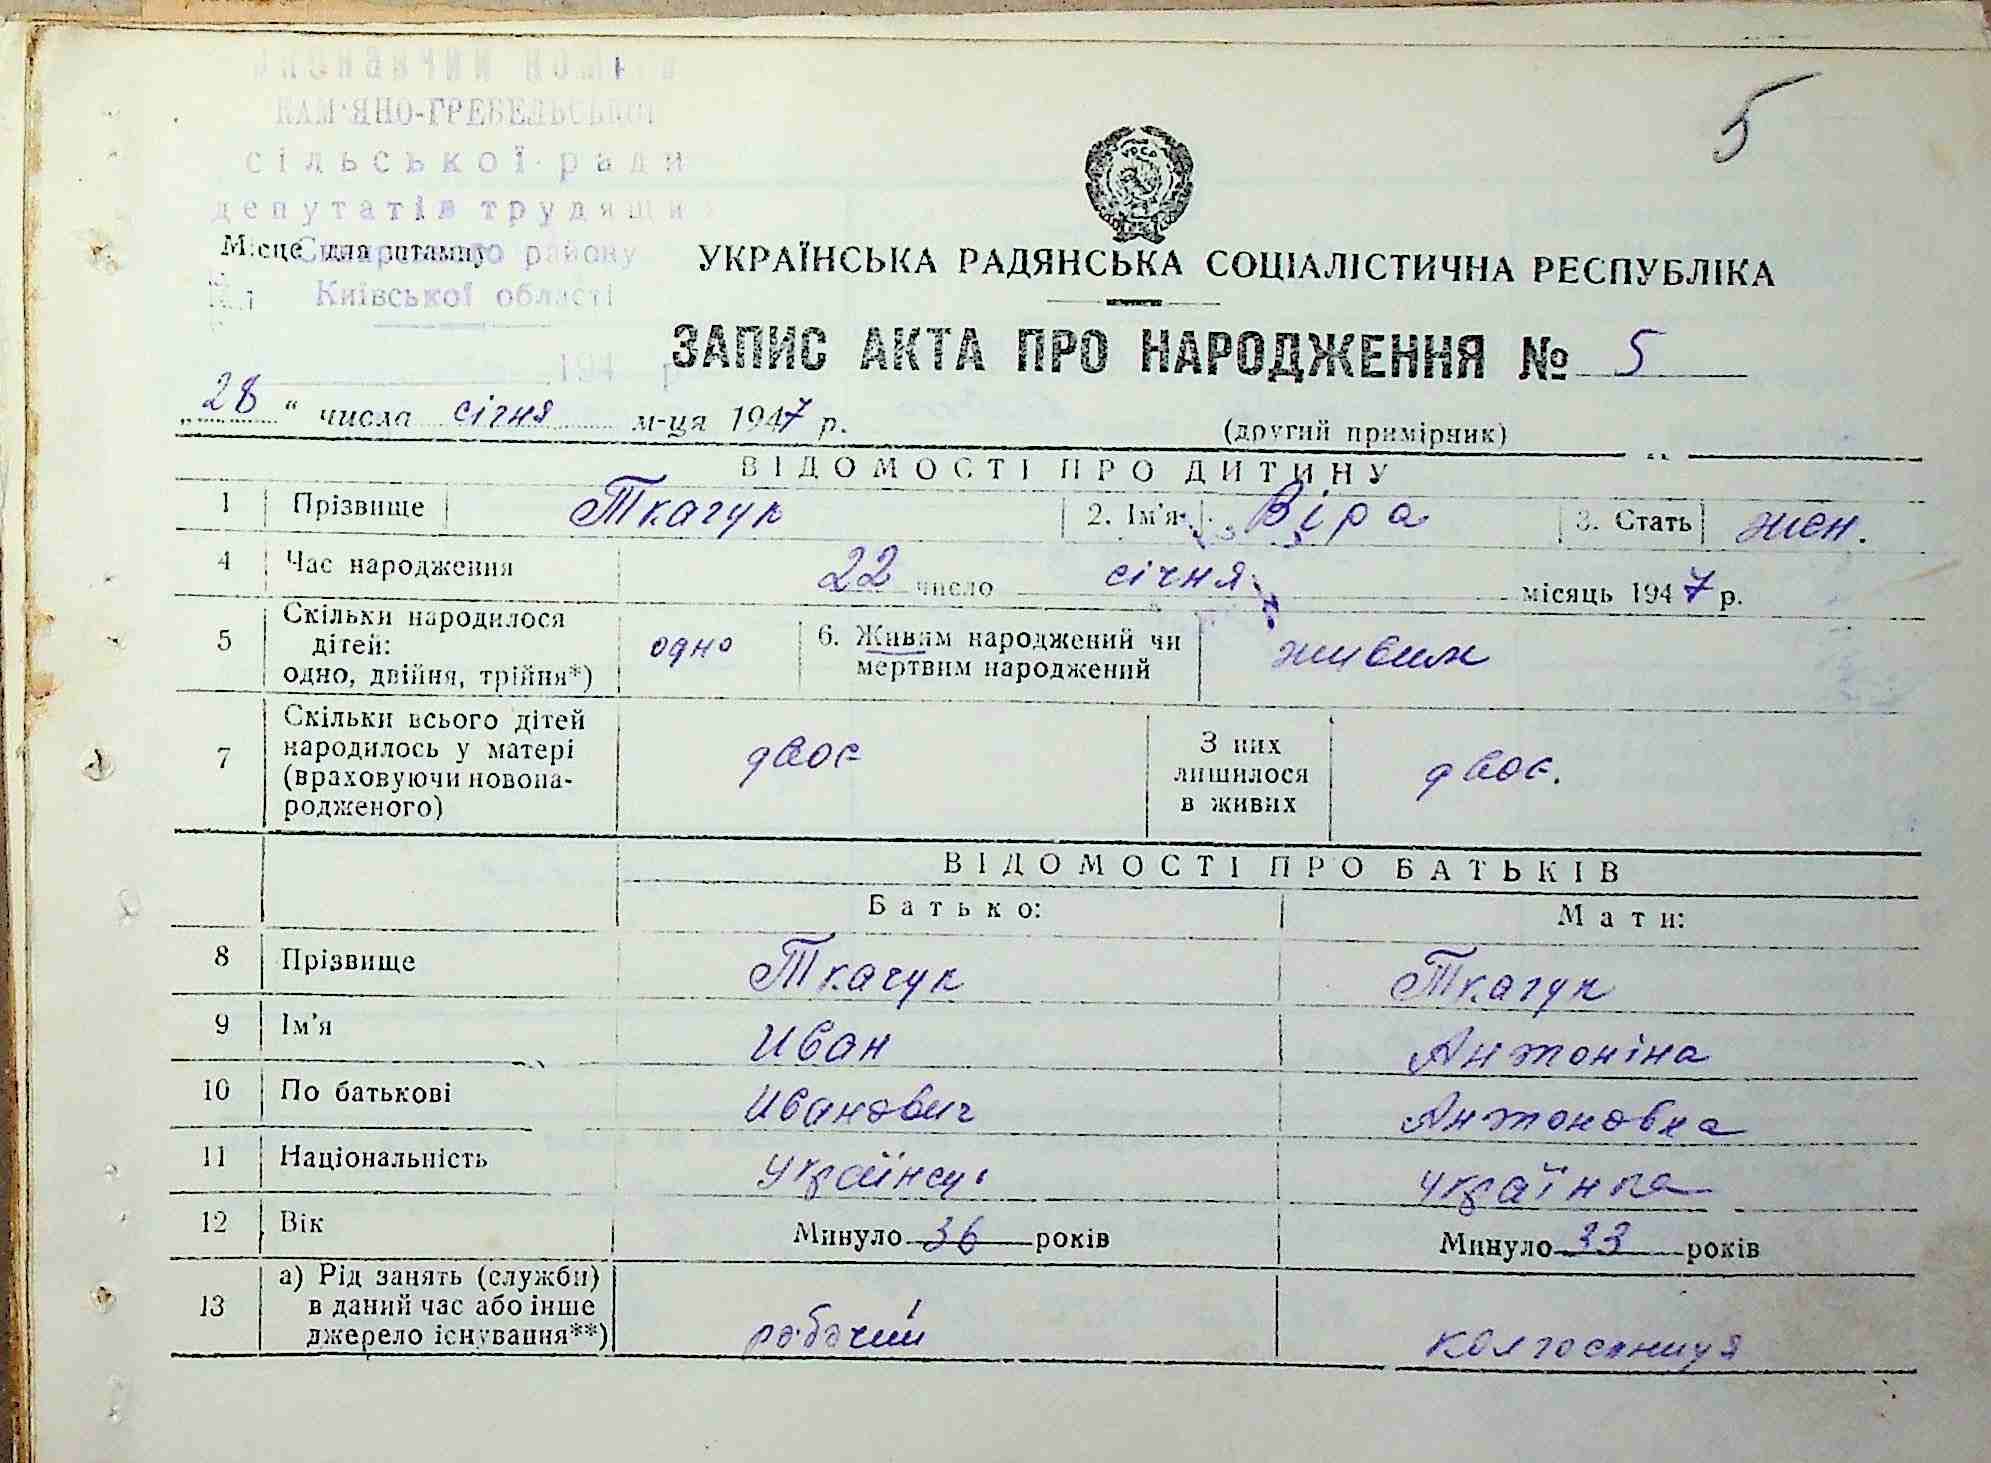 5
КАМ'ЯНО-ГРЕБЕЛЬСЬКОЇ
сільської ради
депутатів трудящих
Місце для штампу
району
Київської області
194 р
УРСР
УКРАЇНСЬКА РАДЯНСЬКА СОЦІАЛІСТИЧНА РЕСПУБЛІКА
ЗАПИС АКТА ПРО НАРОДЖЕННЯ № 5
„28" числа січня м-ця 1947 р.
(другий примірник)
ВІДОМОСТІ ПРО ДИТИНУ
1 Прізвище Ткачук 2. Ім'я Віра 3. Стать жен.
4 Час народження 22 число січня місяць 1947 р.
5 Скільки народилося дітей: одно, двійня, трійня*) одно 6. Живим народжений чи мертвим народжений живим
7 Скільки всього дітей народилось у матері (враховуючи новонародженого) двоє З них лишилося в живих двоє.
ВІДОМОСТІ ПРО БАТЬКІВ
Батько: Мати:
8 Прізвище Ткачук Ткачук
9 Ім'я Иван Антоніна
10 По батькові Иванович Антоновна
11 Національність українец українка
12 Вік Минуло 36 років Минуло 33 років
13 а) Рід занять (служби) в даний час або інше джерело існування**) робочий колгоспниця